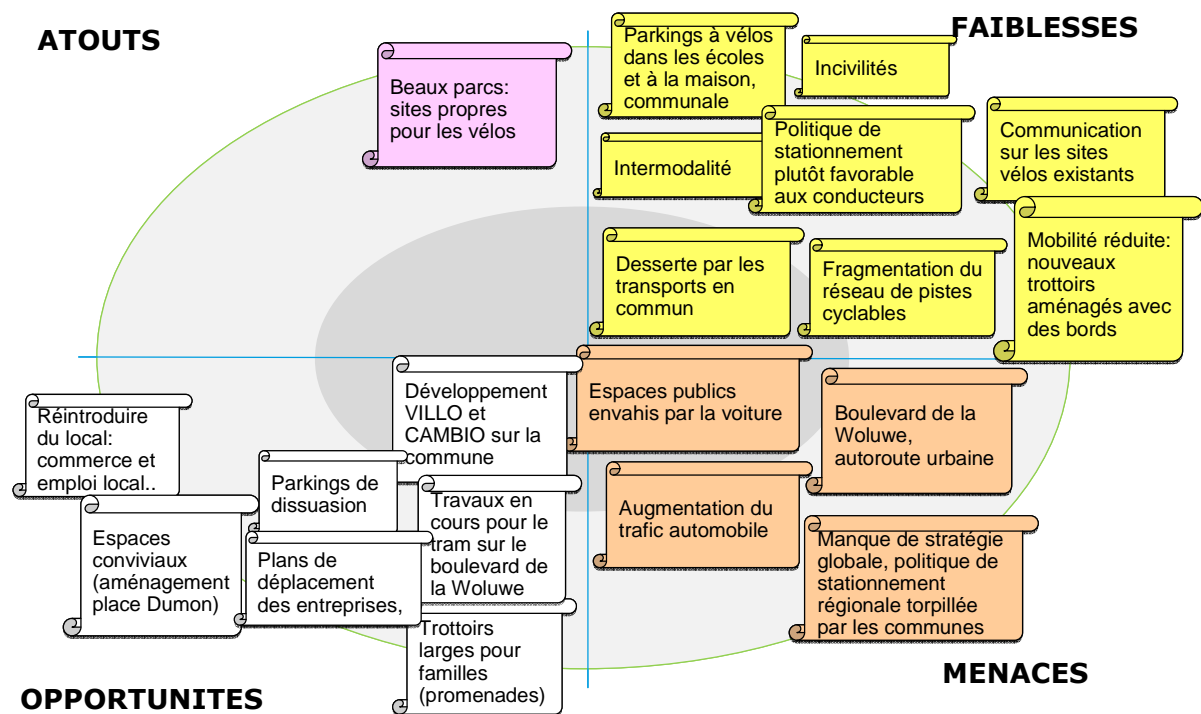 ATOUTS
FAIBLESSES
Beaux parcs:
sites propres
pour les vélos
Parkings à vélos
dans les écoles
et à la maison,
communale
Incivilités
Intermodalité
Politique de
stationnement
plutôt favorable
aux conducteurs
Communication
sur les sites
vélos existants
Desserte par les
transports en
commun
Fragmentation du
réseau de pistes
cyclables
Mobilité réduite:
nouveaux
trottoirs
aménagés avec
des bords
Réintroduire
du local:
commerce et
emploi local..
Espaces
conviviaux
(aménagement
place Dumon)
Parkings de
dissuasion
Plans de
déplacement
des entreprises,
Développement
VILLO et
CAMBIO sur la
commune
Travaux en
cours pour le
tram sur le
boulevard de
la Woluwe
Trottoirs
larges pour
familles
(promenades)
Espaces publics
envahis par la voiture
Boulevard de la
Woluwe,
autoroute urbaine
Augmentation du
trafic automobile
Manque de stratégie
globale, politique de
stationnement
régionale torpillée
par les communes
OPPORTUNITES
MENACES